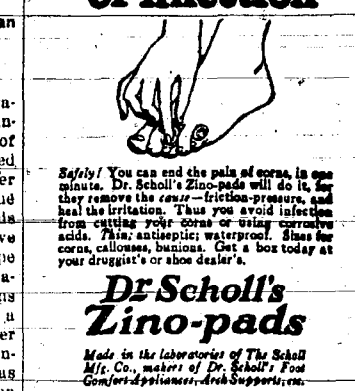 of Infection
Safely! You can end the pain of corns, in one
minute. Dr. Scholl's Zino-pads will do it, for
they remove the cause—friction-pressure, and
heal the irritation. Thus you avoid infection
from cutting your corns or using corrosive
acids. Thin; antiseptic; waterproof. Sizes for
corns, callouses, bunions. Get a box today at
your druggist's or shoe dealer's.
Dr Scholl's
Zino-pads
Made in the laboratories of The Scholl
Mfg. Co., makers of Dr. Scholl's Foot
Comfort Appliances, Arch Supports, etc.